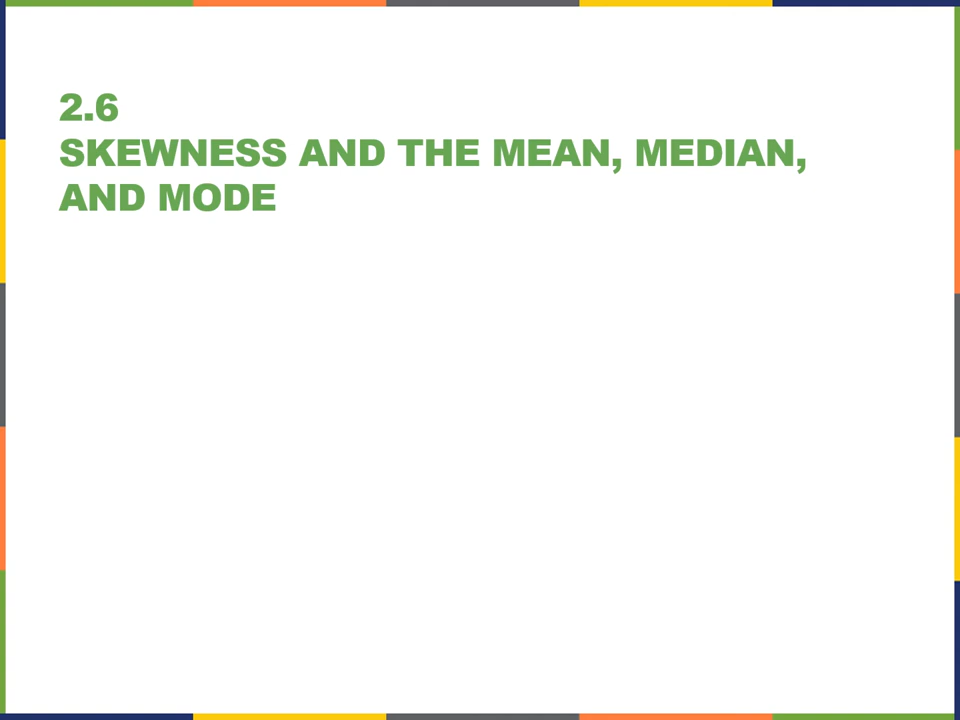 2.6
SKEWNESS AND THE MEAN, MEDIAN,
AND MODE